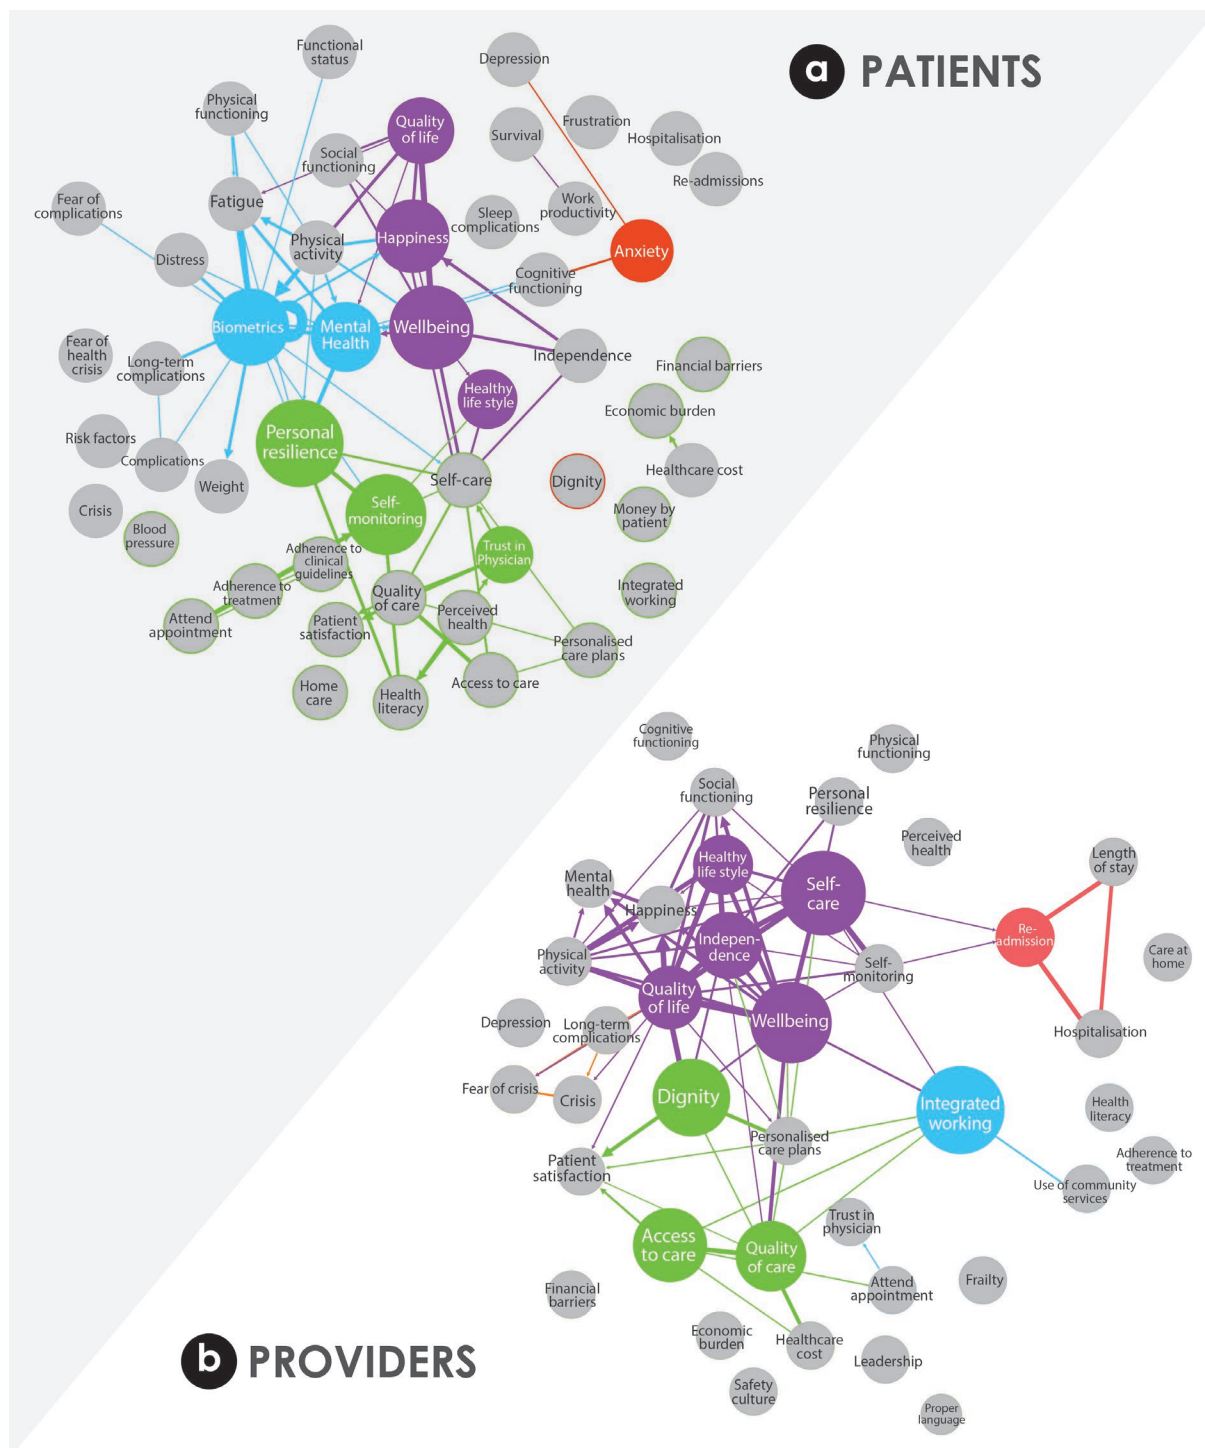 a PATIENTS
Functional
status
Depression
Physical
functioning
Quality
of life
Survival
Frustration
Hospitalisation
Social
functioning
Re-admissions
Fear of
complications
Fatigue
Work
productivity
Sleep
complications
Physical
activity
Happiness
Anxiety
Distress
Cognitive
functioning
Biometrics
Mental
Health
Wellbeing
Fear of
health
crisis
Long-term
complications
Independence
Financial barriers
Healthy
life style
Economic burden
Personal
resilience
Risk factors
Complications
Weight
Self-care
Dignity
Healthcare cost
Crisis
Self-
monitoring
Money by
patient
Blood
pressure
Adherence to
clinical
guidelines
Trust in
Physician
Adherence to
treatment
Quality
of care
Integrated
working
Attend
appointment
Patient
satisfaction
Perceived
health
Personalised
care plans
Home
care
Health
literacy
Access to care
Cognitive
functioning
Physical
functioning
Social
functioning
Personal
resilience
Perceived
health
Length
of stay
Healthy
life style
Mental
health
Self-
care
Happiness
Re-
admission
Indepen-
dence
Physical
activity
Self-
monitoring
Care at
home
Quality
of life
Depression
Long-term
complications
Wellbeing
Hospitalisation
Fear of crisis
Crisis
Dignity
Integrated
working
Health
literacy
Personalised
care plans
Patient
satisfaction
Adherence to
treatment
Use of community
services
Trust in
physician
Access
to care
Quality
of care
Financial
barriers
Attend
appointment
Frailty
Economic
burden
Healthcare
cost
Leadership
Safety
culture
Proper
language
b PROVIDERS